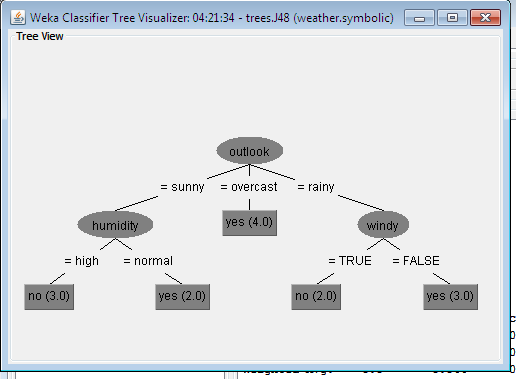 Weka Classifier Tree Visualizer: 04:21:34 - trees.J48 (weather.symbolic)
Tree View
outlook
= sunny = overcast = rainy
humidity yes (4.0) windy
= high = normal = TRUE = FALSE
no (3.0) yes (2.0) no (2.0) yes (3.0)